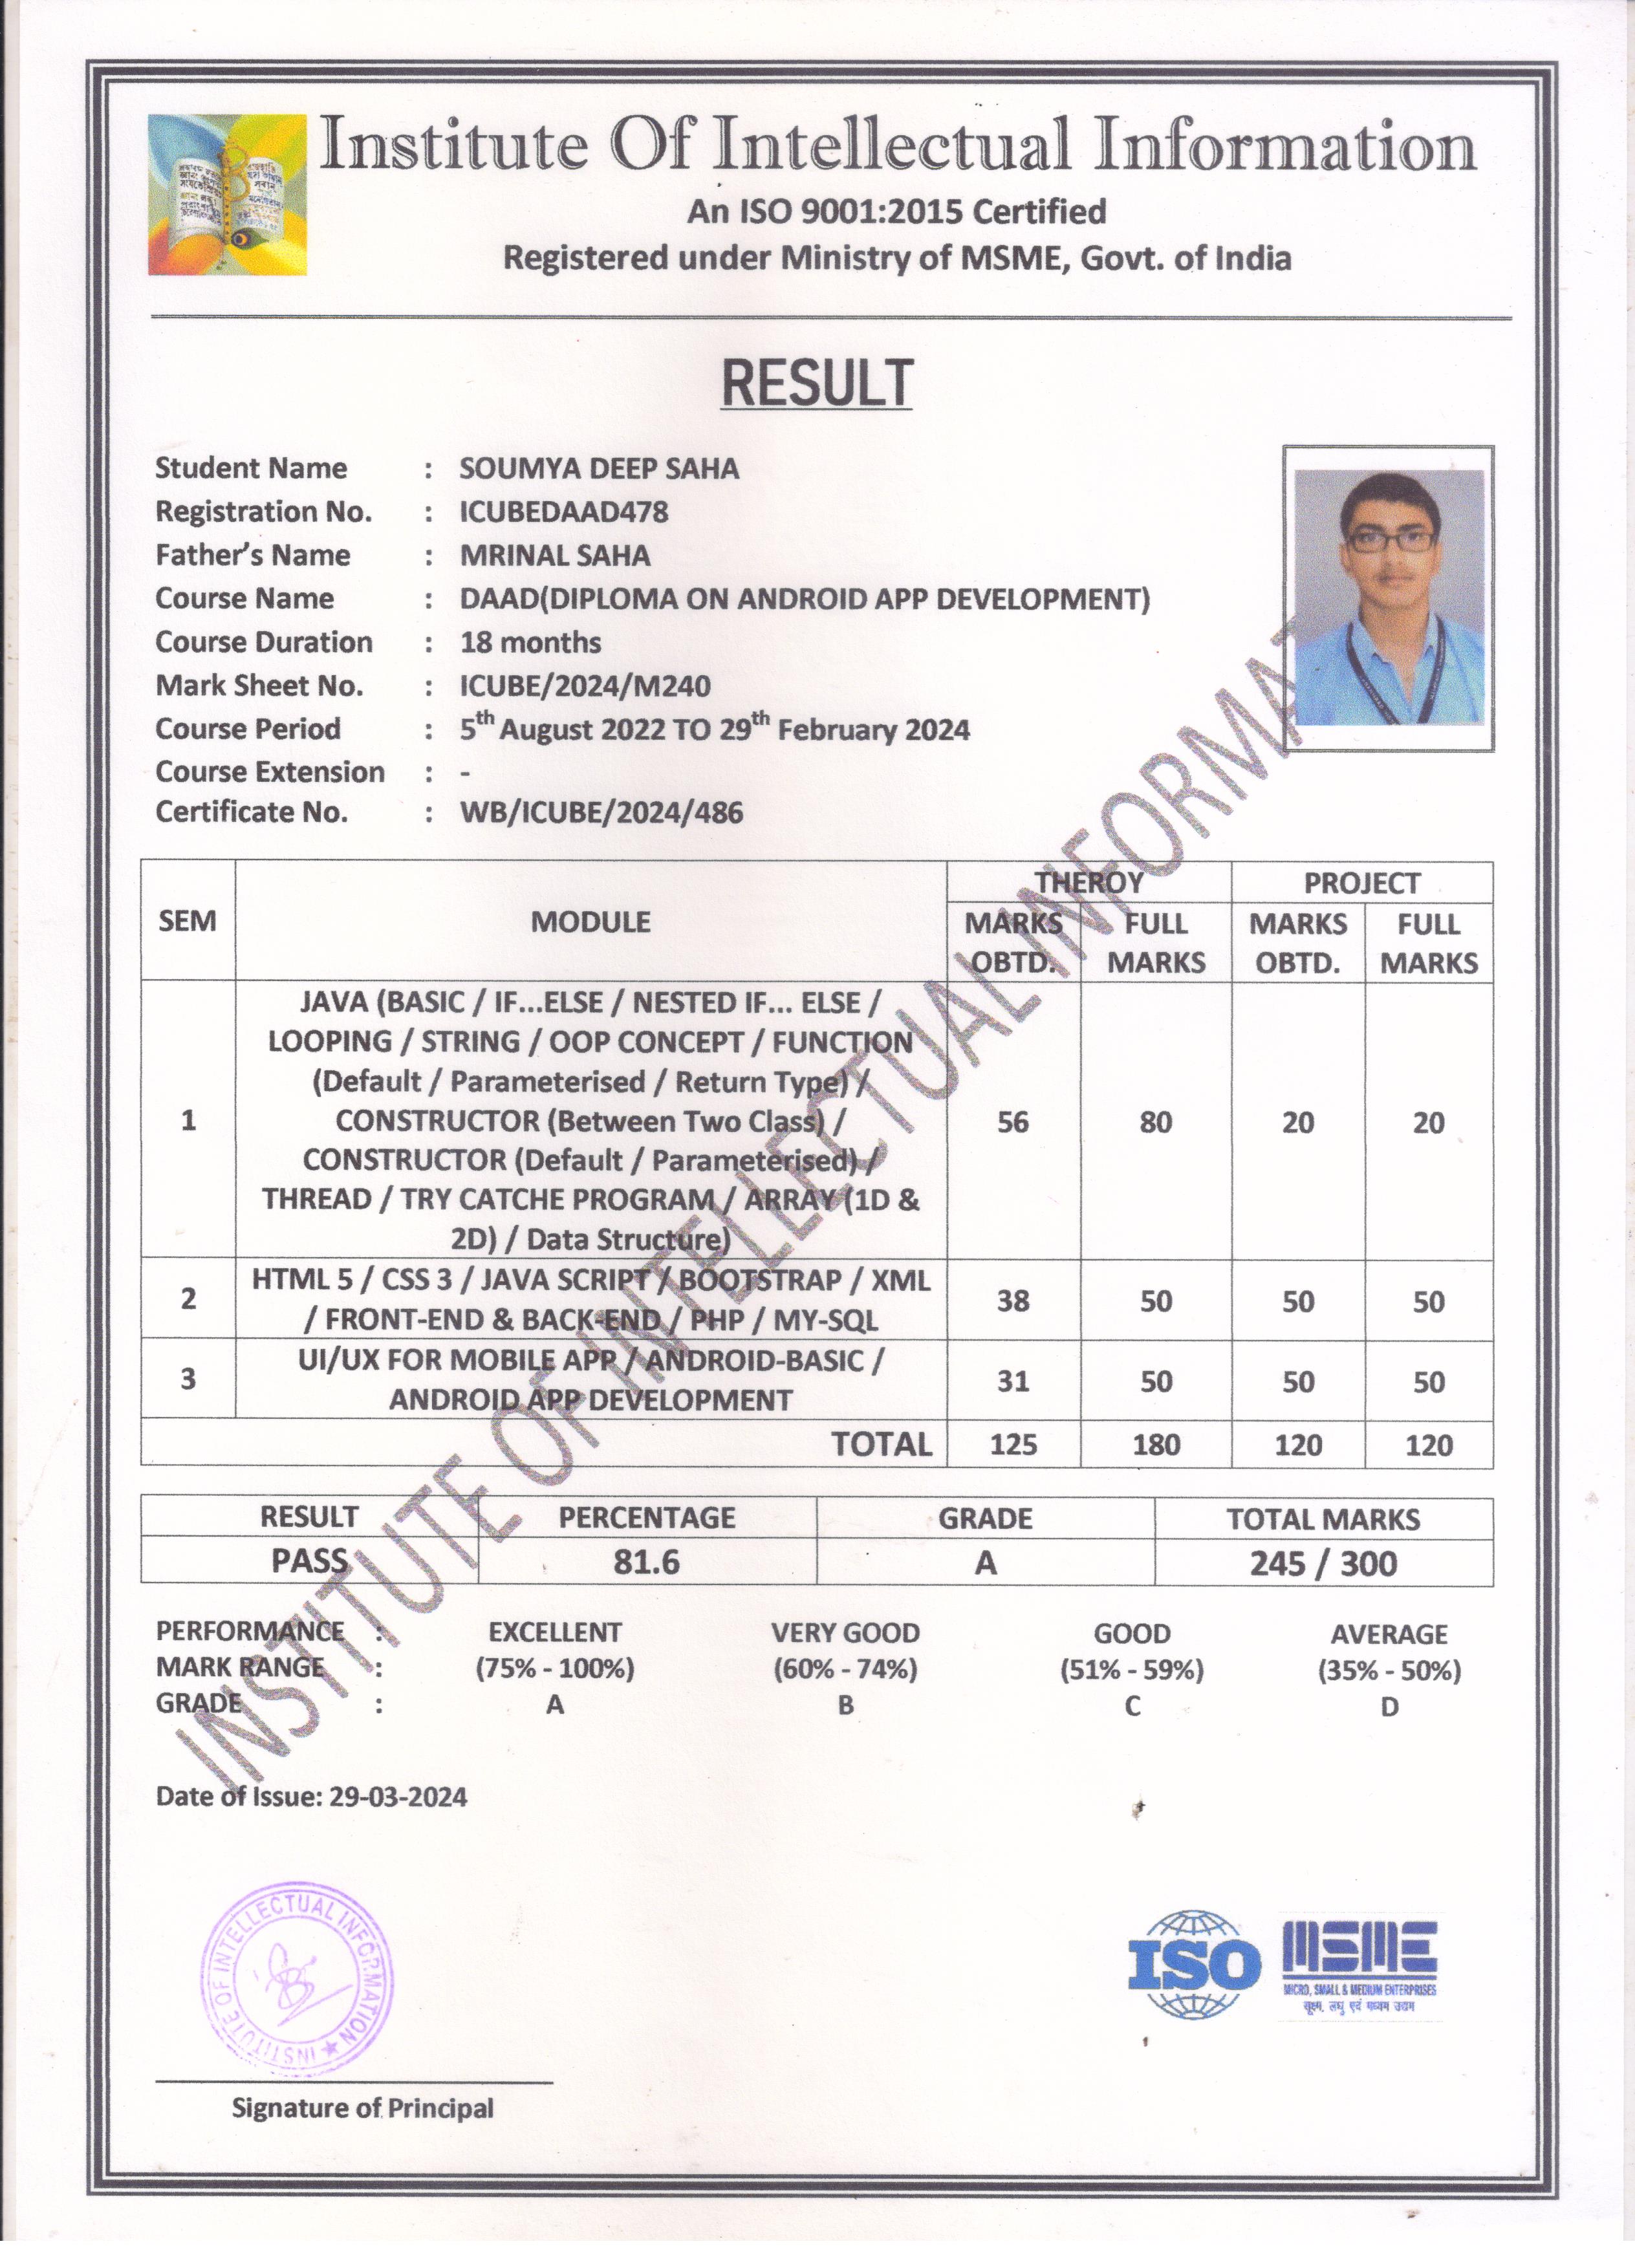 Institute Of Intellectual Information
An ISO 9001:2015 Certified
Registered under Ministry of MSME, Govt. of India
RESULT
Student Name : SOUMYA DEEP SAHA
Registration No. : ICUBEDAAD478
Father's Name : MRINAL SAHA
Course Name : DAAD(DIPLOMA ON ANDROID APP DEVELOPMENT)
Course Duration : 18 months
Mark Sheet No. : ICUBE/2024/M240
Course Period : 5th August 2022 TO 29th February 2024
Course Extension : -
Certificate No. : WB/ICUBE/2024/486
THEROY PROJECT
SEM MODULE MARKS OBTD. FULL MARKS MARKS OBTD. FULL MARKS
JAVA (BASIC / IF...ELSE / NESTED IF... ELSE /
LOOPING / STRING / OOP CONCEPT / FUNCTION
(Default / Parameterised / Return Type) /
1 CONSTRUCTOR (Between Two Class) / 56 80 20 20
CONSTRUCTOR (Default / Parameterised) /
THREAD / TRY CATCHE PROGRAM / ARRAY (1D &
2D) / Data Structure)
HTML 5 / CSS 3 / JAVA SCRIPT / BOOTSTRAP / XML
2 38 50 50 50
/ FRONT-END & BACK-END / PHP / MY-SQL
UI/UX FOR MOBILE APP / ANDROID-BASIC /
3 31 50 50 50
ANDROID APP DEVELOPMENT
TOTAL 125 180 120 120
RESULT PERCENTAGE GRADE TOTAL MARKS
PASS 81.6 A 245 / 300
PERFORMANCE : EXCELLENT VERY GOOD GOOD AVERAGE
MARK RANGE : (75% - 100%) (60% - 74%) (51% - 59%) (35% - 50%)
GRADE : A B C D
INSTITUTE OF INTELLECTUAL INFORMAT
Date of Issue: 29-03-2024
INSTITUTE OF INTELLECTUAL INFORMATION
ISO
MSME
MICRO, SMALL & MEDIUM ENTERPRISES
सूक्ष्म, लघु एवं मध्यम उद्यम
Signature of Principal